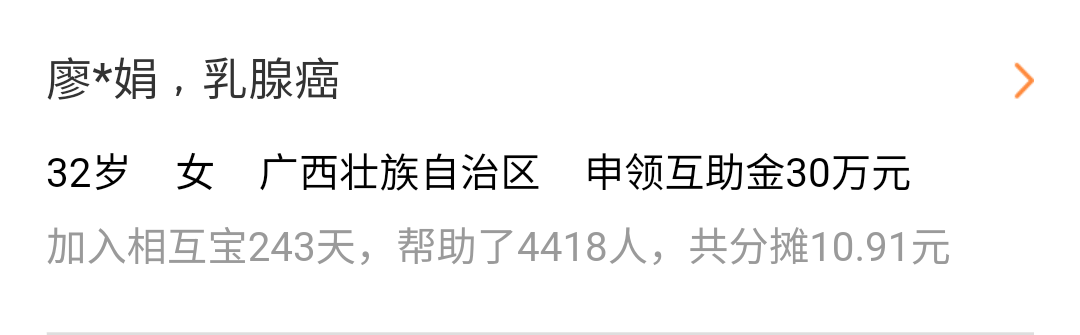 廖*娟，乳腺癌
32岁 女 广西壮族自治区 申领互助金30万元
加入相互宝243天，帮助了4418人，共分摊10.91元